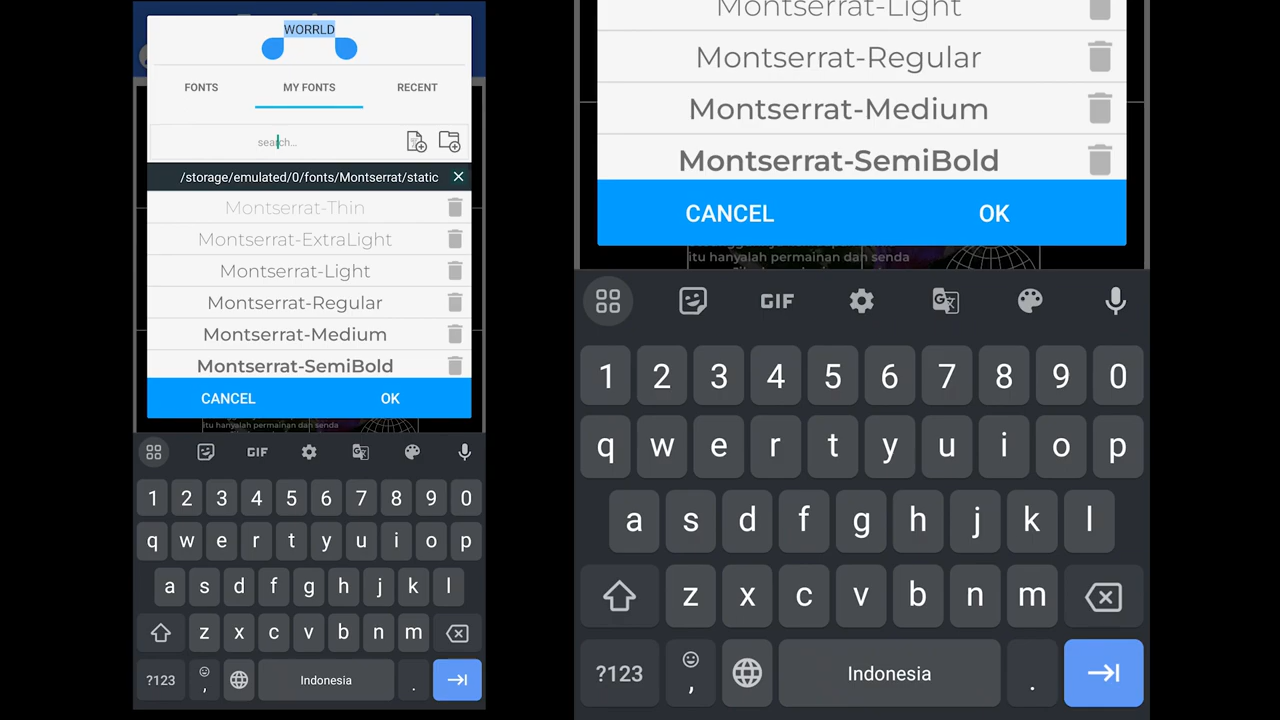 WORRLD
FONTS MY FONTS RECENT
search...
/storage/emulated/0/fonts/Montserrat/static
Montserrat-Thin
Montserrat-ExtraLight
Montserrat-Light
Montserrat-Regular
Montserrat-Medium
Montserrat-SemiBold
CANCEL OK
itu hanyalah permainan dan senda
GIF
1 2 3 4 5 6 7 8 9 0
q w e r t y u i o p
a s d f g h j k l
z x c v b n m
?123 , Indonesia .
Montserrat-Light
Montserrat-Regular
Montserrat-Medium
Montserrat-SemiBold
CANCEL OK
itu hanyalah permainan dan senda
GIF
1 2 3 4 5 6 7 8 9 0
q w e r t y u i o p
a s d f g h j k l
z x c v b n m
?123 , Indonesia .